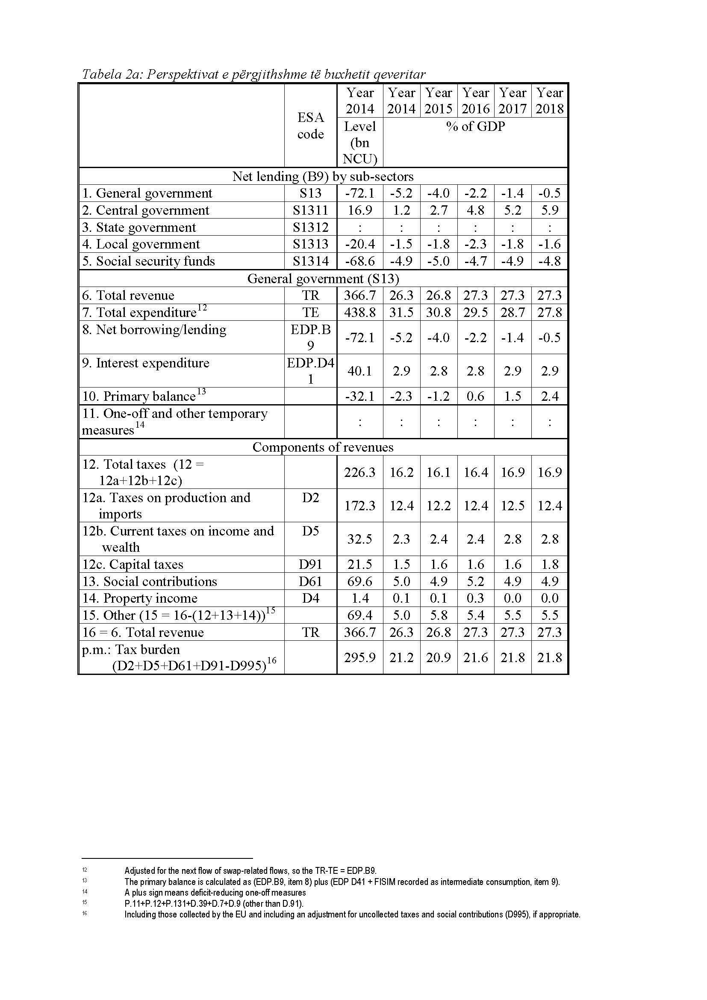 Tabela 2a: Perspektivat e përgjithshme të buxhetit qeveritar
ESA code Year 2014 Year 2014 Year 2015 Year 2016 Year 2017 Year 2018
Level (bn NCU) % of GDP
Net lending (B9) by sub-sectors
1. General government S13 -72.1 -5.2 -4.0 -2.2 -1.4 -0.5
2. Central government S1311 16.9 1.2 2.7 4.8 5.2 5.9
3. State government S1312 : : : : : :
4. Local government S1313 -20.4 -1.5 -1.8 -2.3 -1.8 -1.6
5. Social security funds S1314 -68.6 -4.9 -5.0 -4.7 -4.9 -4.8
General government (S13)
6. Total revenue TR 366.7 26.3 26.8 27.3 27.3 27.3
7. Total expenditure12 TE 438.8 31.5 30.8 29.5 28.7 27.8
8. Net borrowing/lending EDP.B9 -72.1 -5.2 -4.0 -2.2 -1.4 -0.5
9. Interest expenditure EDP.D41 40.1 2.9 2.8 2.8 2.9 2.9
10. Primary balance13 -32.1 -2.3 -1.2 0.6 1.5 2.4
11. One-off and other temporary
measures14 : : : : : :
Components of revenues
12. Total taxes (12 =
12a+12b+12c) 226.3 16.2 16.1 16.4 16.9 16.9
12a. Taxes on production and
imports D2 172.3 12.4 12.2 12.4 12.5 12.4
12b. Current taxes on income and
wealth D5 32.5 2.3 2.4 2.4 2.8 2.8
12c. Capital taxes D91 21.5 1.5 1.6 1.6 1.6 1.8
13. Social contributions D61 69.6 5.0 4.9 5.2 4.9 4.9
14. Property income D4 1.4 0.1 0.1 0.3 0.0 0.0
15. Other (15 = 16-(12+13+14))15 69.4 5.0 5.8 5.4 5.5 5.5
16 = 6. Total revenue TR 366.7 26.3 26.8 27.3 27.3 27.3
p.m.: Tax burden
(D2+D5+D61+D91-D995)16 295.9 21.2 20.9 21.6 21.8 21.8
12 Adjusted for the next flow of swap-related flows, so the TR-TE = EDP.B9.
13 The primary balance is calculated as (EDP.B9, item 8) plus (EDP D41 + FISIM recorded as intermediate consumption, item 9).
14 A plus sign means deficit-reducing one-off measures
15 P.11+P.12+P.131+D.39+D.7+D.9 (other than D.91).
16 Including those collected by the EU and including an adjustment for uncollected taxes and social contributions (D995), if appropriate.